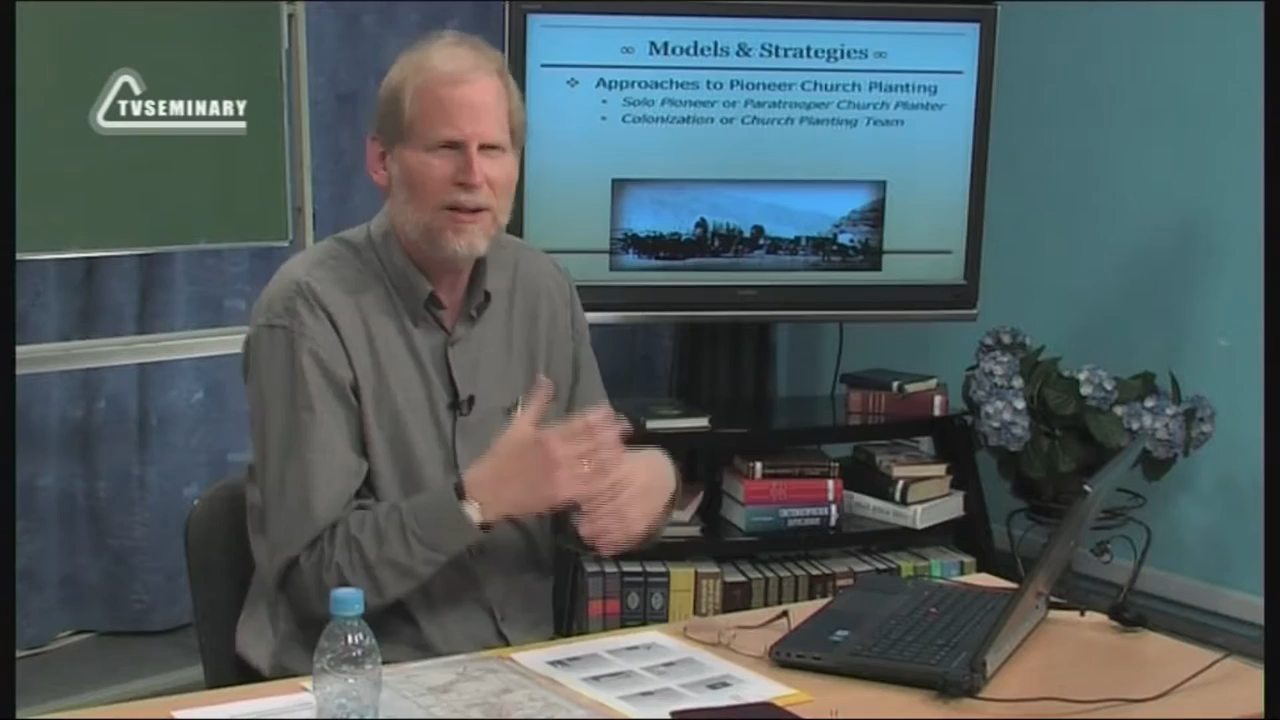 TVSEMINARY
∞ Models & Strategies ∞
❖ Approaches to Pioneer Church Planting
• Solo Pioneer or Paratrooper Church Planter
• Colonization or Church Planting Team